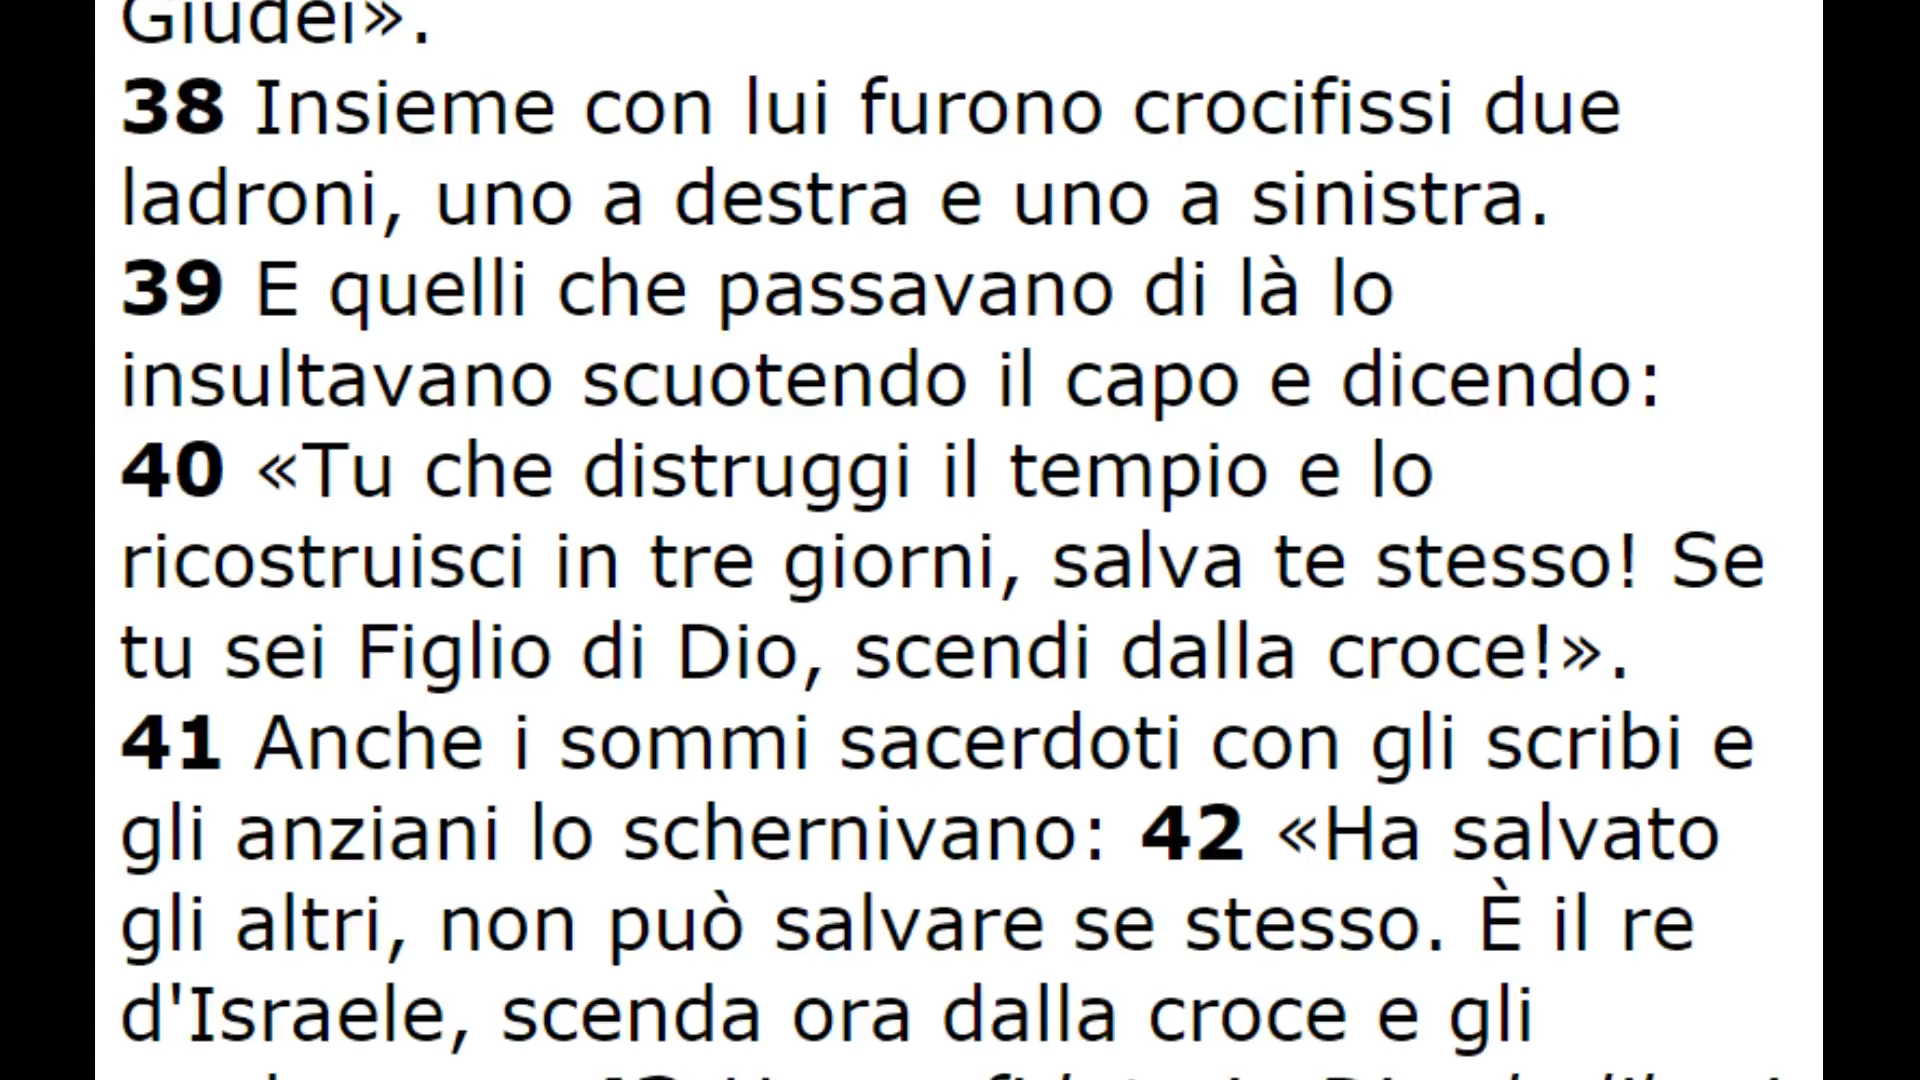 Giudei».
38 Insieme con lui furono crocifissi due
ladroni, uno a destra e uno a sinistra.
39 E quelli che passavano di là lo
insultavano scuotendo il capo e dicendo:
40 «Tu che distruggi il tempio e lo
ricostruisci in tre giorni, salva te stesso! Se
tu sei Figlio di Dio, scendi dalla croce!».
41 Anche i sommi sacerdoti con gli scribi e
gli anziani lo schernivano: 42 «Ha salvato
gli altri, non può salvare se stesso. È il re
d'Israele, scenda ora dalla croce e gli